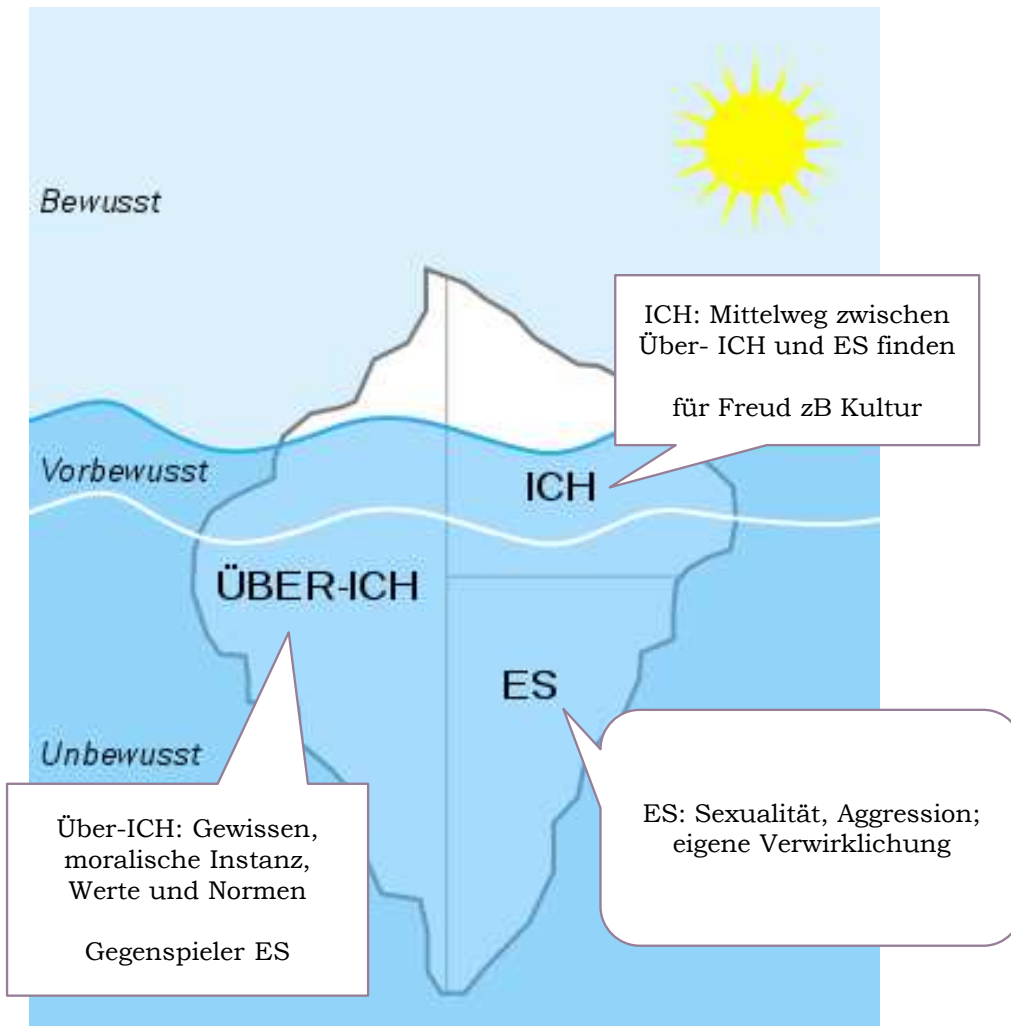 Bewusst
ICH: Mittelweg zwischen
Über- ICH und ES finden
für Freud zB Kultur
Vorbewusst
ICH
ÜBER-ICH
ES
Unbewusst
ES: Sexualität, Aggression;
eigene Verwirklichung
Über-ICH: Gewissen,
moralische Instanz,
Werte und Normen
Gegenspieler ES